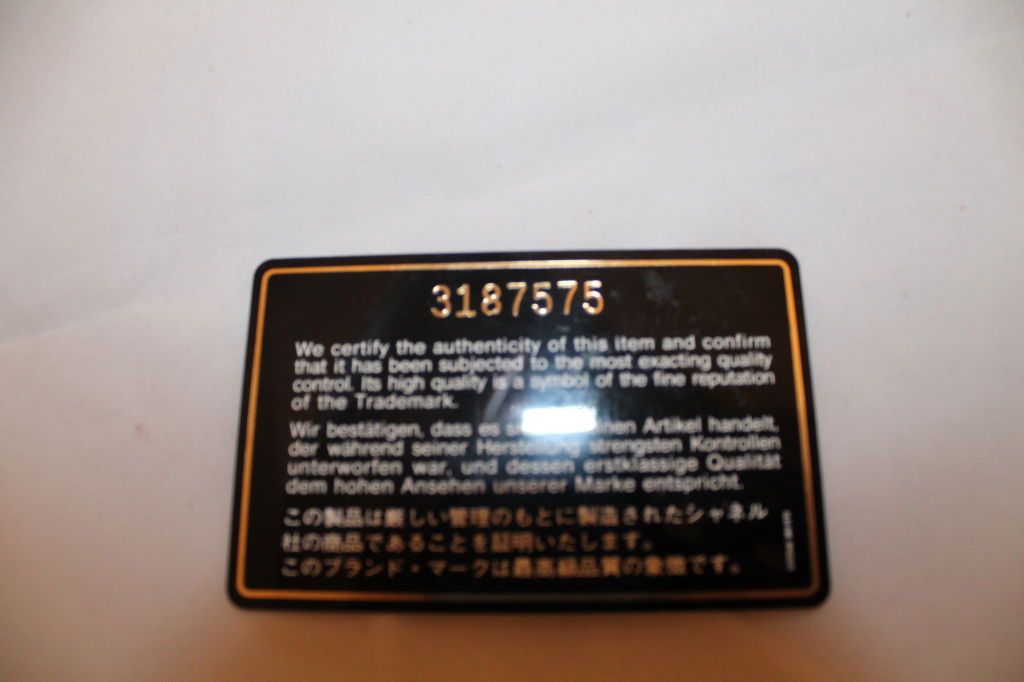 3187575
We certify the authenticity of this item and confirm
that it has been subjected to the most exacting quality
control. Its high quality is a symbol of the fine reputation
of the Trademark.
Wir bestätigen, dass es Artikel handelt,
der während seiner Herstellung strengsten Kontrollen
unterworfen war, und dessen erstklassige Qualität
dem hohen Ansehen unserer Marke entspricht.
この製品は厳しい管理のもとに製造されたシャネル
社の商品であることを証明いたします。
このブランド・マークは最高級品質の象徴です。